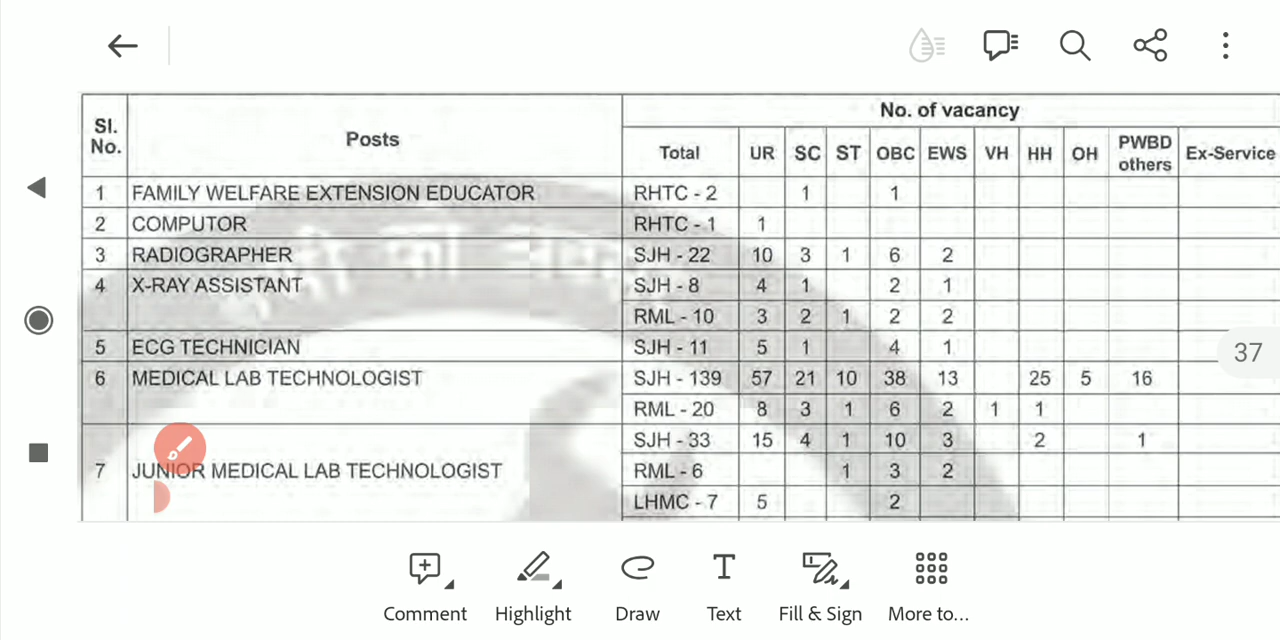 No. of vacancy
Sl. No. Posts Total UR SC ST OBC EWS VH HH OH PWBD others Ex-Service
1 FAMILY WELFARE EXTENSION EDUCATOR RHTC - 2 1 1
2 COMPUTOR RHTC - 1 1
3 RADIOGRAPHER SJH - 22 10 3 1 6 2
4 X-RAY ASSISTANT SJH - 8 4 1 2 1
RML - 10 3 2 1 2 2
5 ECG TECHNICIAN SJH - 11 5 1 4 1
37
6 MEDICAL LAB TECHNOLOGIST SJH - 139 57 21 10 38 13 25 5 16
RML - 20 8 3 1 6 2 1 1
SJH - 33 15 4 1 10 3 2 1
7 JUNIOR MEDICAL LAB TECHNOLOGIST RML - 6 1 3 2
LHMC - 7 5 2
Comment Highlight Draw Text Fill & Sign More to...